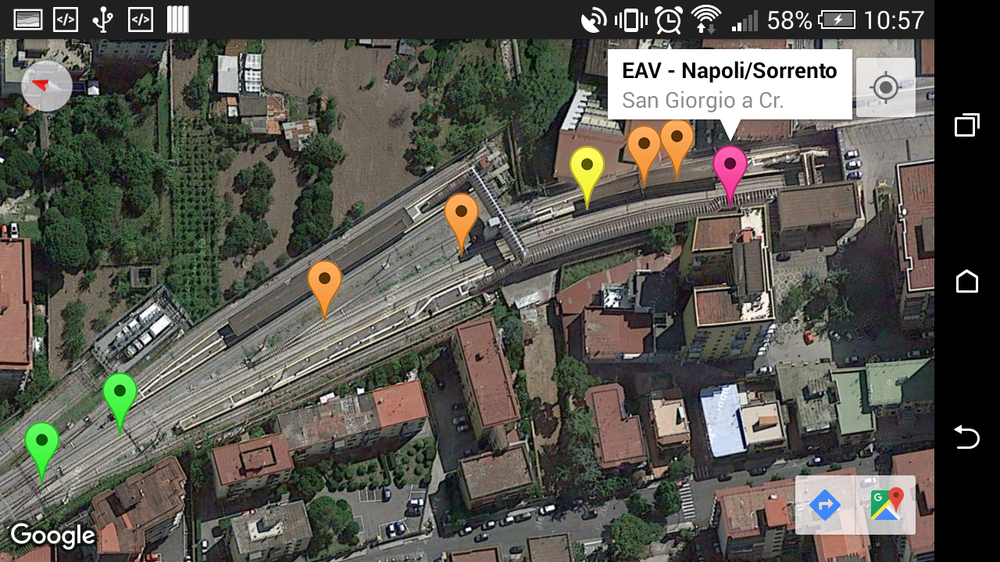 58% 10:57
EAV - Napoli/Sorrento
San Giorgio a Cr.
Google